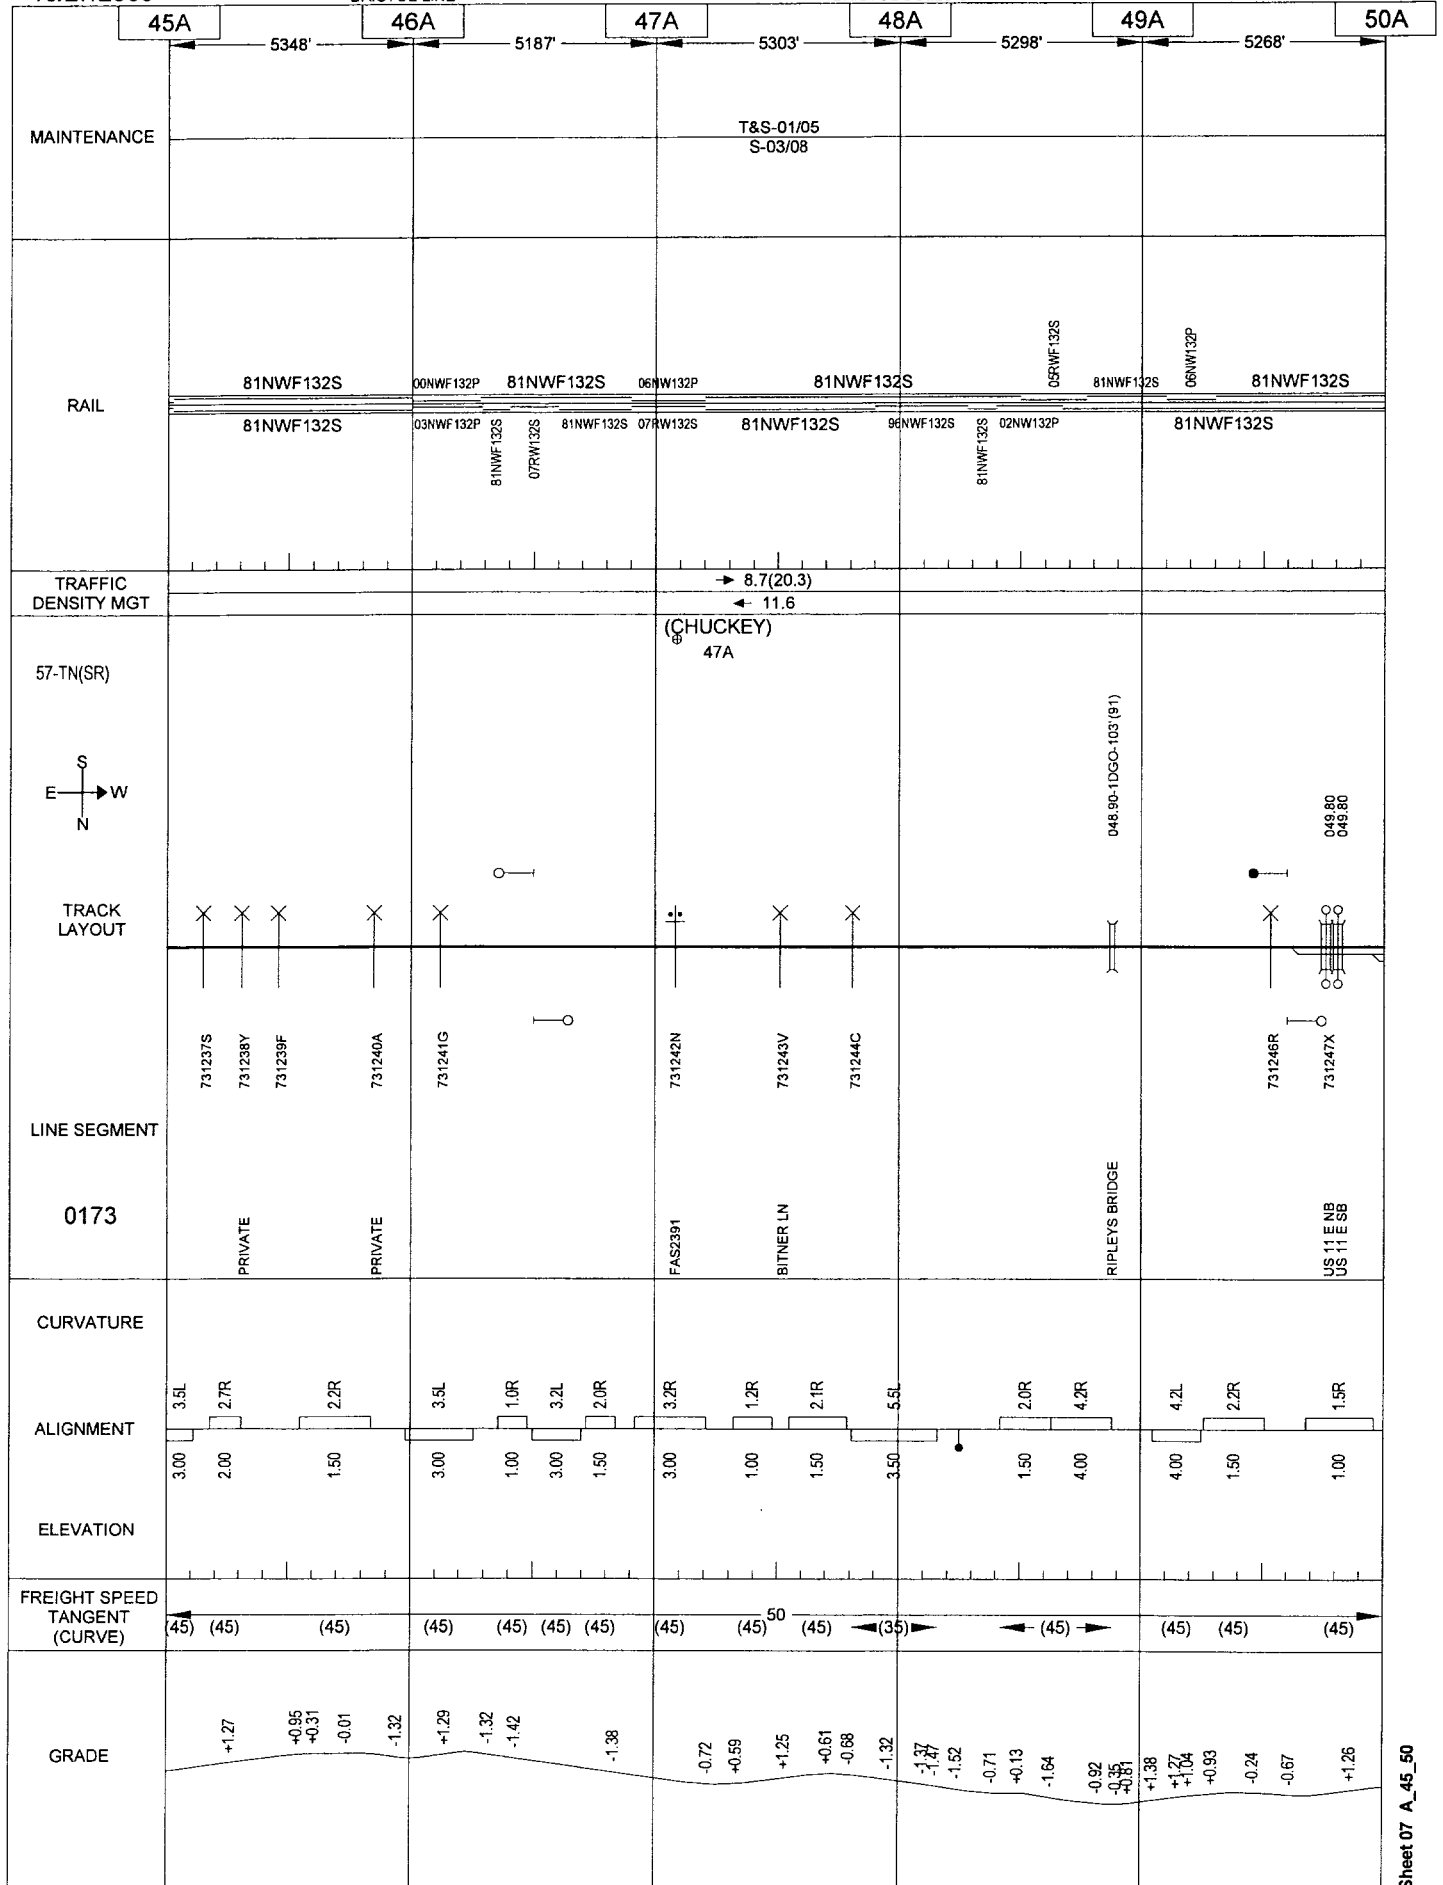 45A 46A 47A 48A 49A 50A
5348' 5187' 5303' 5298' 5268'
MAINTENANCE
T&S-01/05
S-03/08
05RWF132S 06NW132P
81NWF132S 00NWF132P 81NWF132S 06NW132P 81NWF132S 81NWF132S 81NWF132S
RAIL
81NWF132S 03NWF132P 81NWF132S 07RW132S 81NWF132S 07RW132S 81NWF132S 96NWF132S 81NWF132S 02NW132P 81NWF132S
TRAFFIC
DENSITY MGT
8.7(20.3)
11.6
(CHUCKEY)
47A
57-TN(SR)
048.90-1DGO-103'(91)
S
E W
N
049.80
049.80
TRACK
LAYOUT
731237S 731238Y 731239F 731240A 731241G 731242N 731243V 731244C 731246R 731247X
LINE SEGMENT
0173
PRIVATE PRIVATE FAS2391 BITNER LN RIPLEYS BRIDGE US 11 E NB
US 11 E SB
CURVATURE
3.5L 2.7R 2.2R 3.5L 1.0R 3.2L 2.0R 3.2R 1.2R 2.1R 5.5L 2.0R 4.2R 4.2L 2.2R 1.5R
ALIGNMENT
3.00 2.00 1.50 3.00 1.00 3.00 1.50 3.00 1.00 1.50 3.50 1.50 4.00 4.00 1.50 1.00
ELEVATION
FREIGHT SPEED
TANGENT
(CURVE)
50
(45) (45) (45) (45) (45) (45) (45) (45) (45) (45) (35) (45) (45) (45) (45)
GRADE
+1.27 +0.95 +0.31 -0.01 -1.32 +1.29 -1.32 -1.42 -1.38 -0.72 +0.59 +1.25 +0.61 -0.68 -1.32 -1.37 -1.47 -1.52 -0.71 +0.13 -1.64 -0.92 -0.35 +0.81 +1.38 +1.27 +1.04 +0.93 -0.24 -0.67 +1.26
Sheet 07 A_45_50